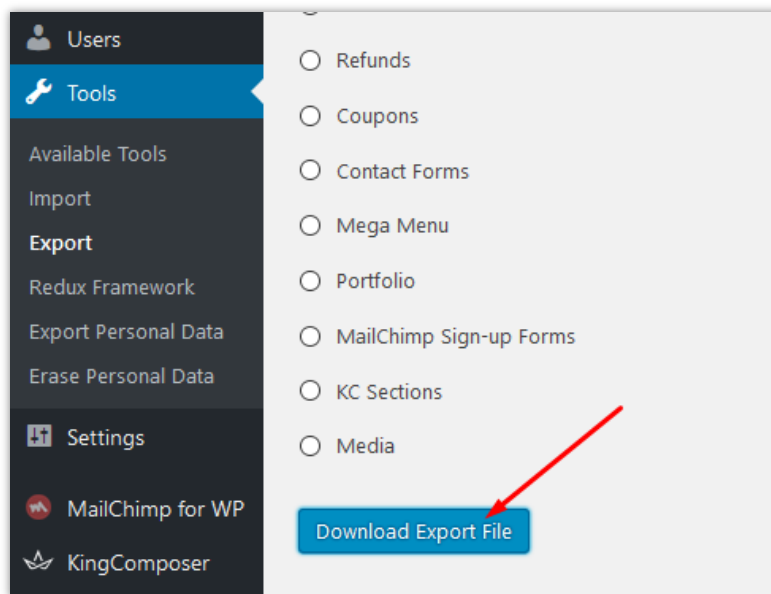 Users
Tools
Available Tools
Import
Export
Redux Framework
Export Personal Data
Erase Personal Data
Settings
MailChimp for WP
KingComposer
Refunds
Coupons
Contact Forms
Mega Menu
Portfolio
MailChimp Sign-up Forms
KC Sections
Media
Download Export File